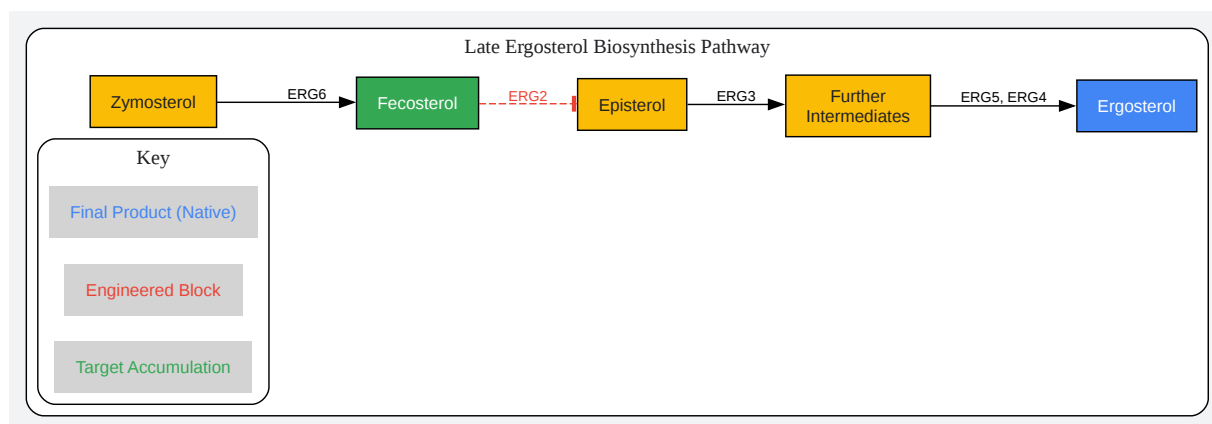 Late Ergosterol Biosynthesis Pathway
Zymosterol
ERG6
Fecosterol
ERG2
Episterol
ERG3
Further
Intermediates
ERG5, ERG4
Ergosterol
Key
Final Product (Native)
Engineered Block
Target Accumulation